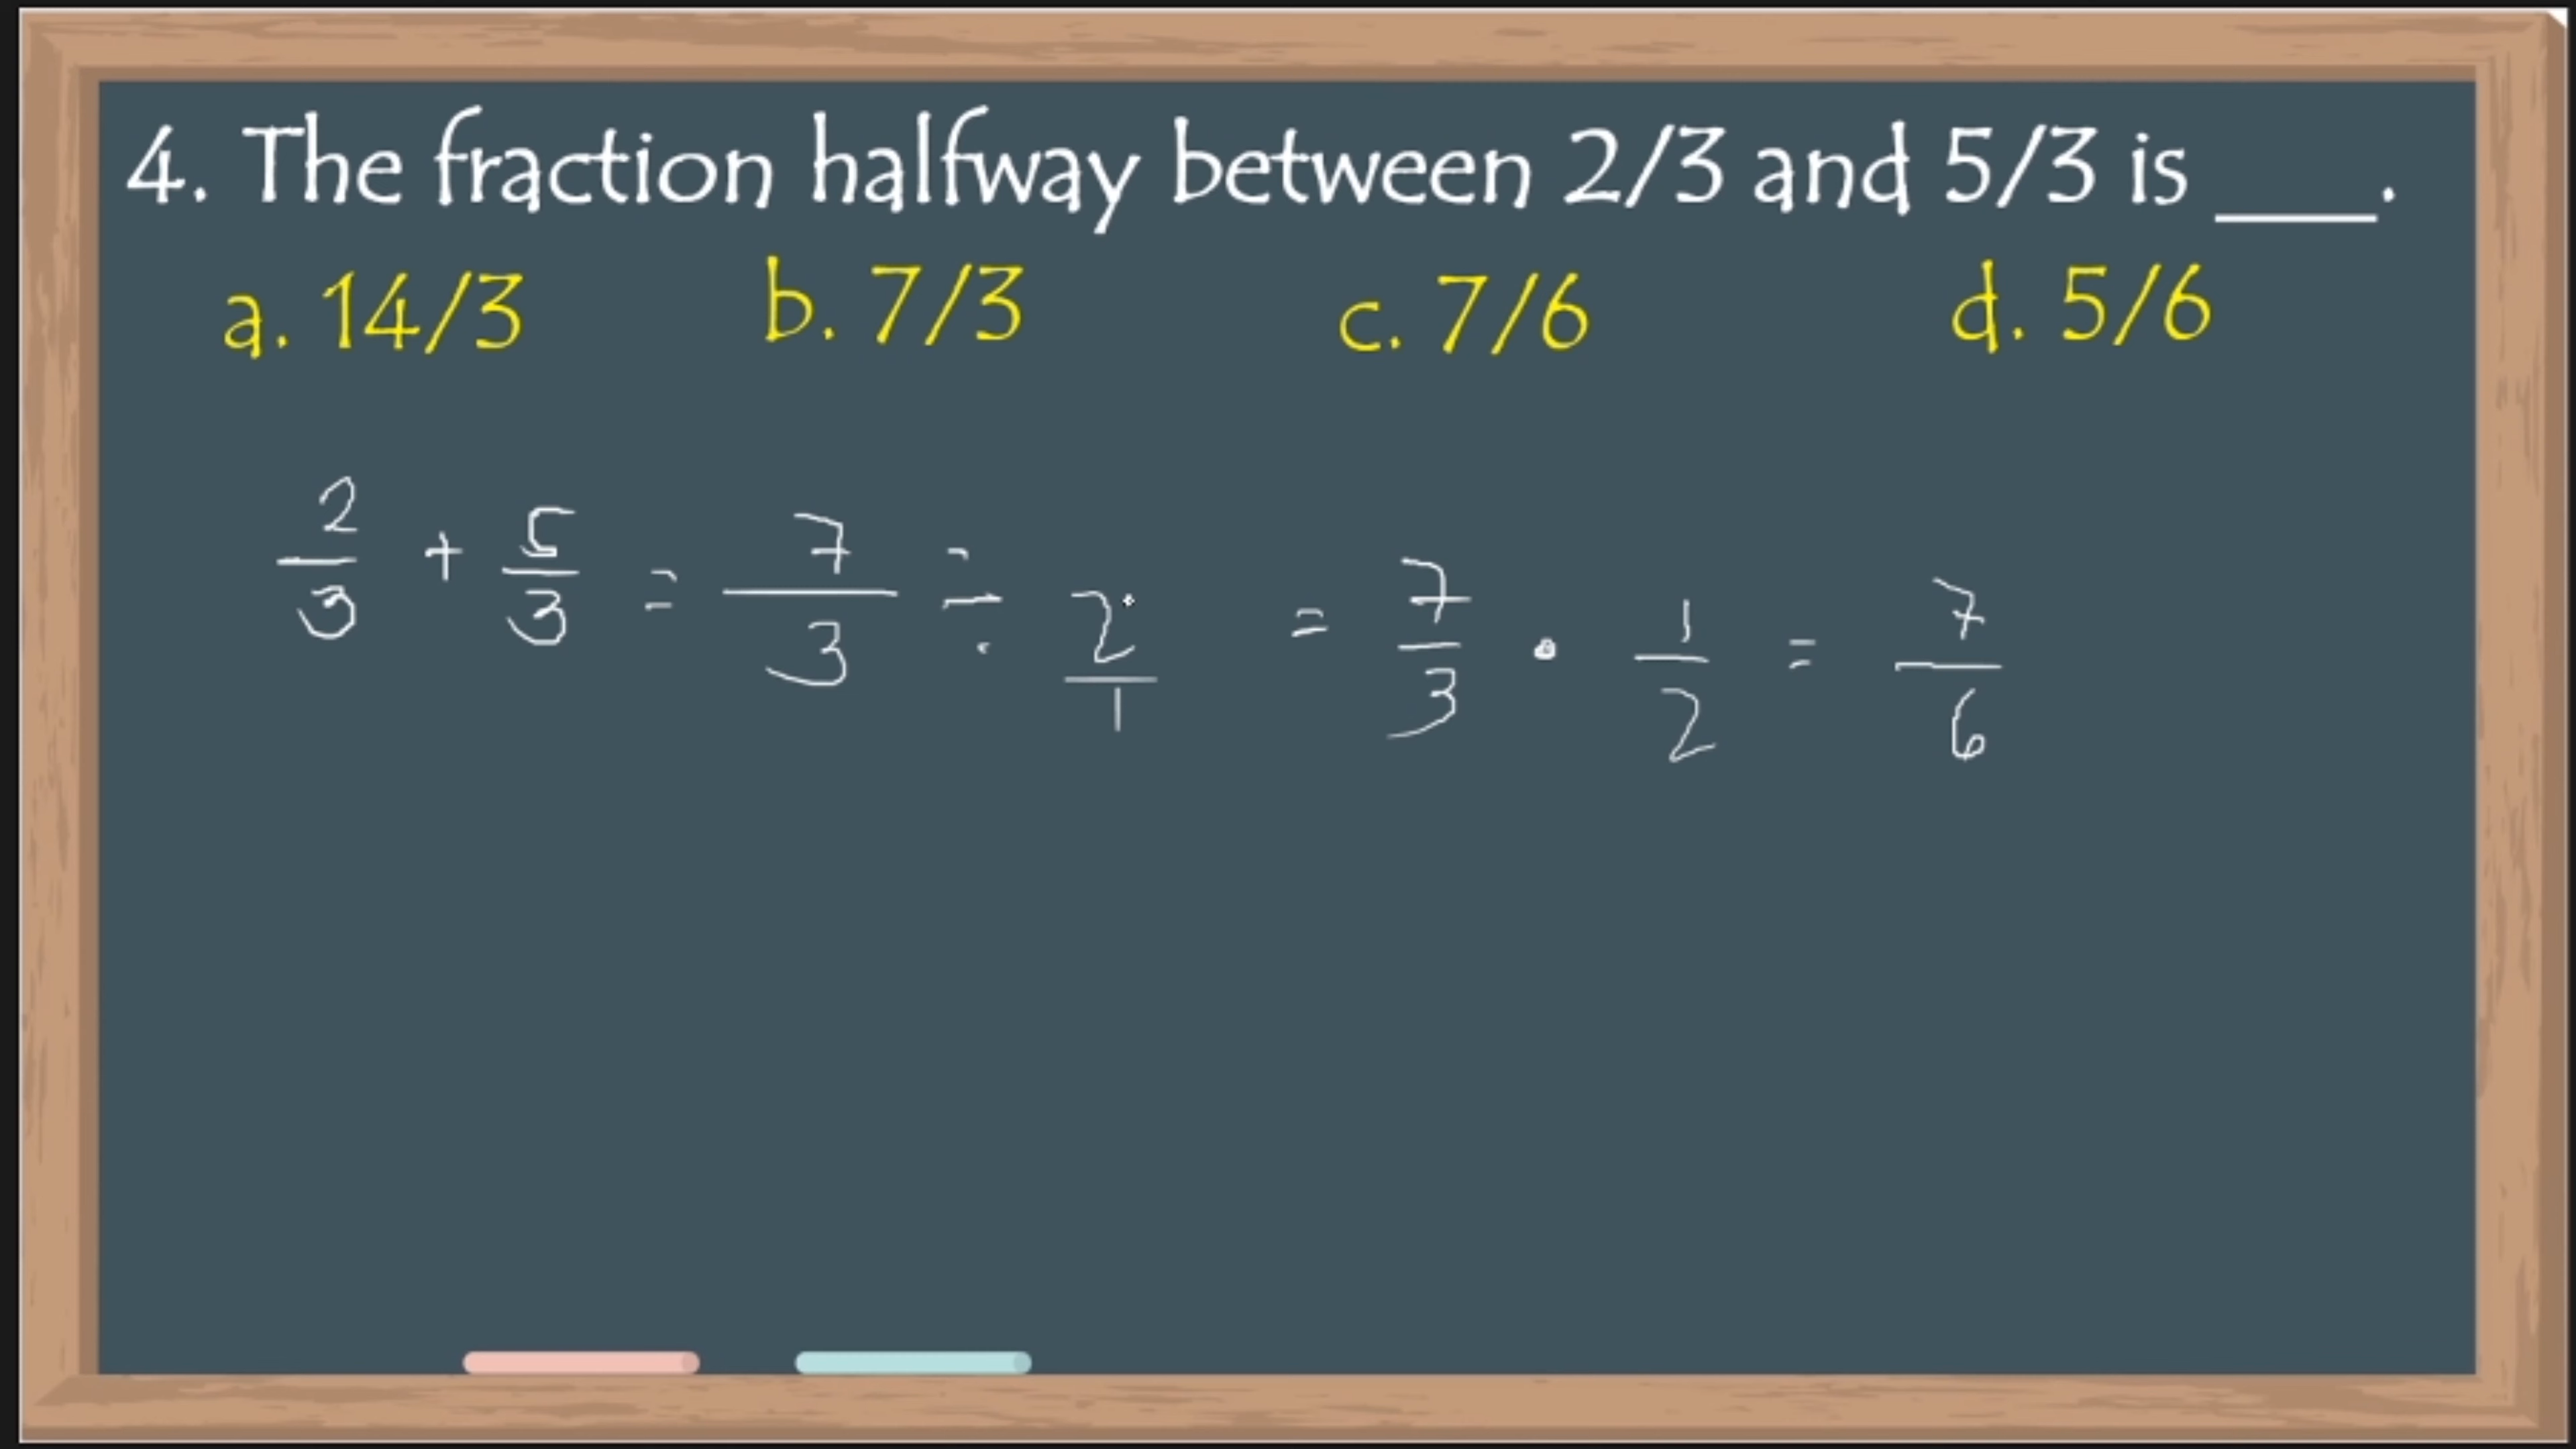 4. The fraction halfway between 2/3 and 5/3 is ___.
a. 14/3 b. 7/3 c. 7/6 d. 5/6
2/3 + 5/3 = 7/3 ÷ 2/1 = 7/3 • 1/2 = 7/6